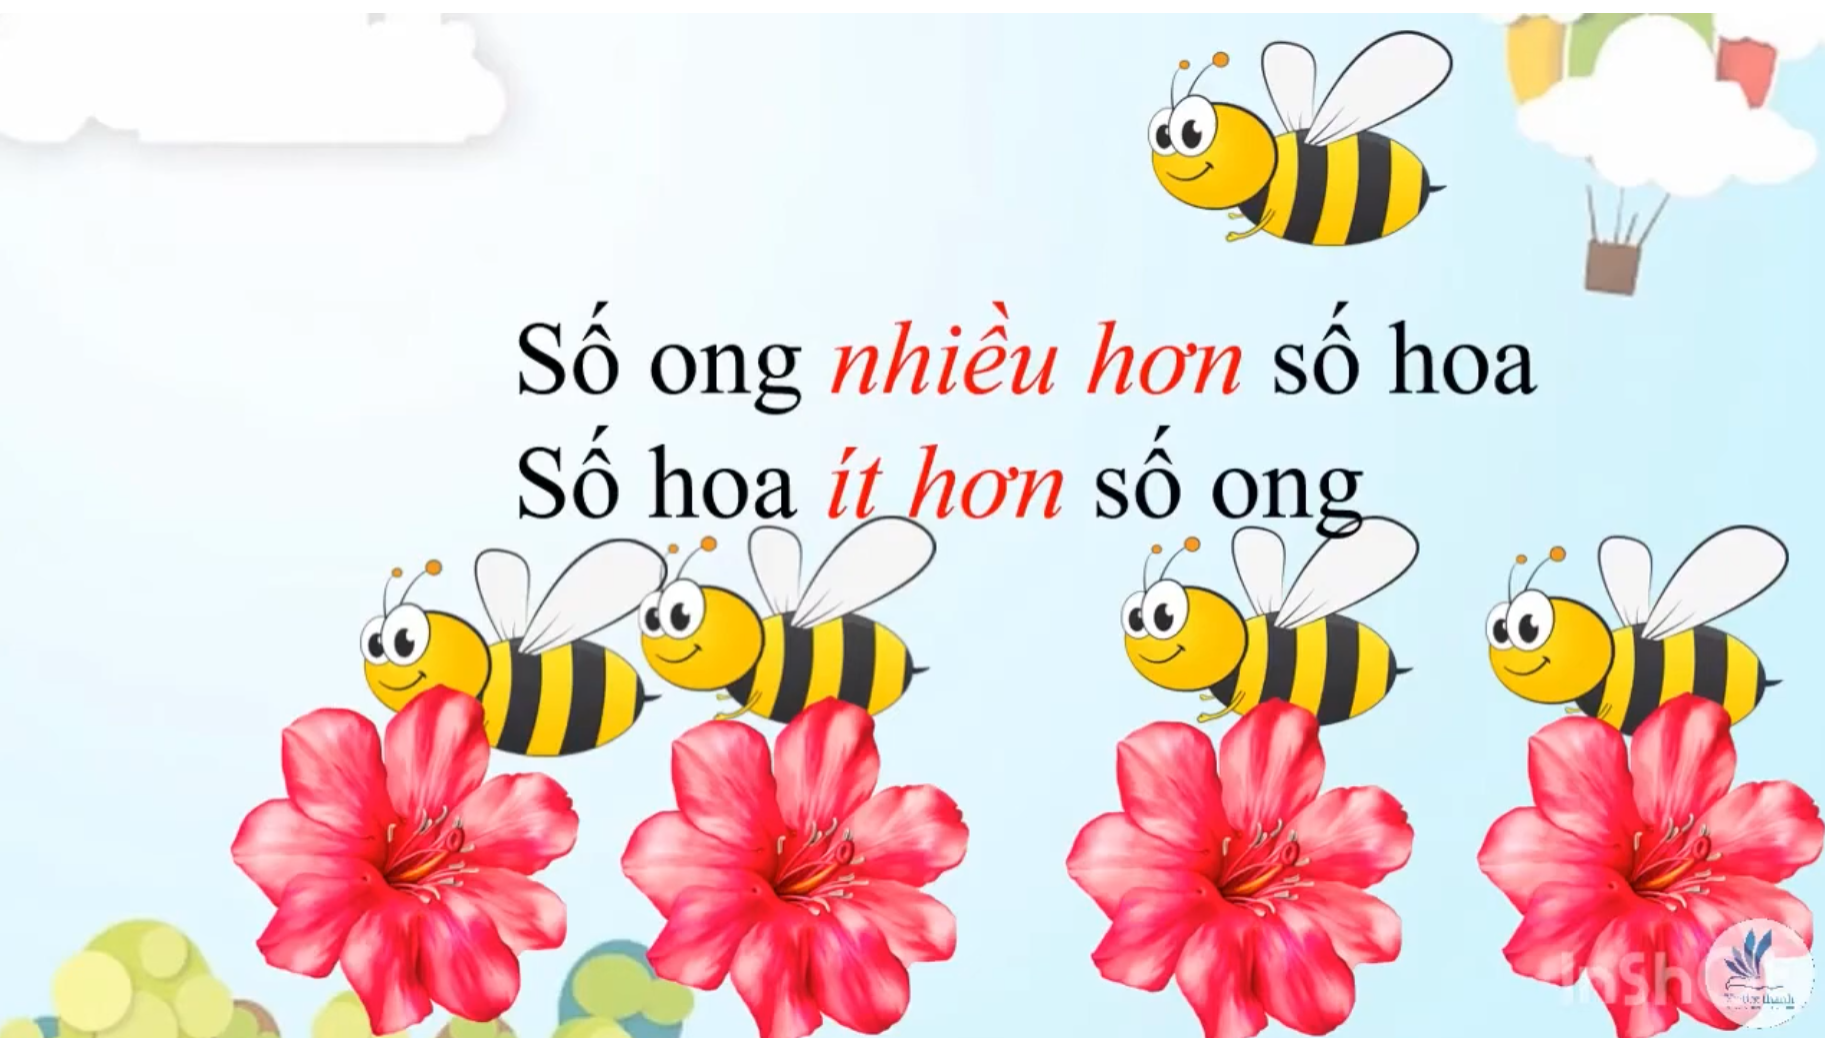 Số ong nhiều hơn số hoa
Số hoa ít hơn số ong